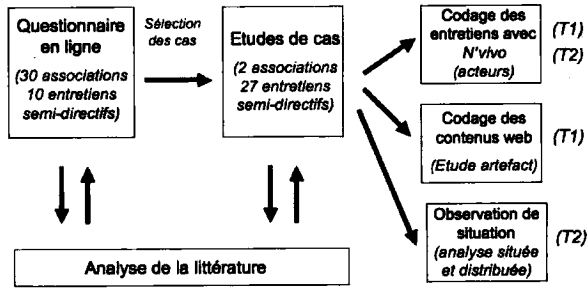 Questionnaire
en ligne
(30 associations
10 entretiens
semi-directifs)
Sélection
des cas
Etudes de cas
(2 associations
27 entretiens
semi-directifs)
Codage des
entretiens avec
N'vivo
(acteurs)
(T1)
(T2)
Codage des
contenus web
(Etude artefact)
(T1)
Observation de
situation
(analyse située
et distribuée)
(T2)
Analyse de la littérature